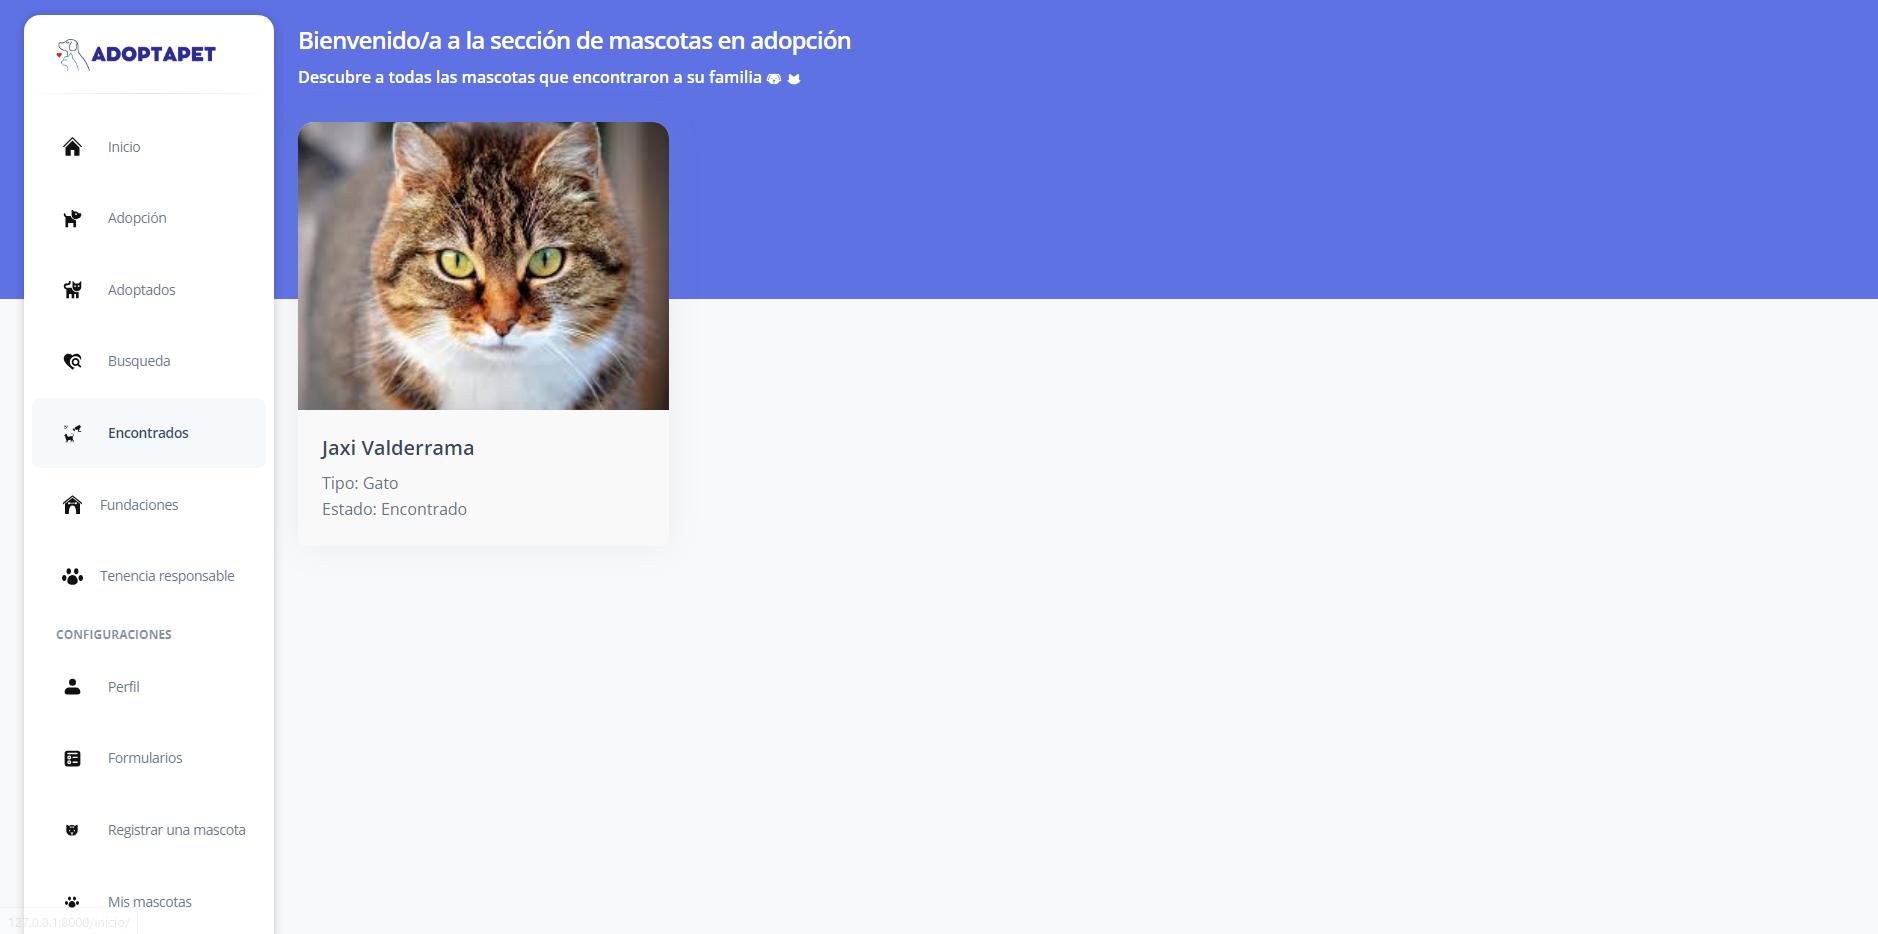 ADOPTAPET
Inicio
Adopción
Adoptados
Busqueda
Encontrados
Fundaciones
Tenencia responsable
CONFIGURACIONES
Perfil
Formularios
Registrar una mascota
Mis mascotas
127.0.0.1:8000/inicio/
Bienvenido/a a la sección de mascotas en adopción
Descubre a todas las mascotas que encontraron a su familia
Jaxi Valderrama
Tipo: Gato
Estado: Encontrado